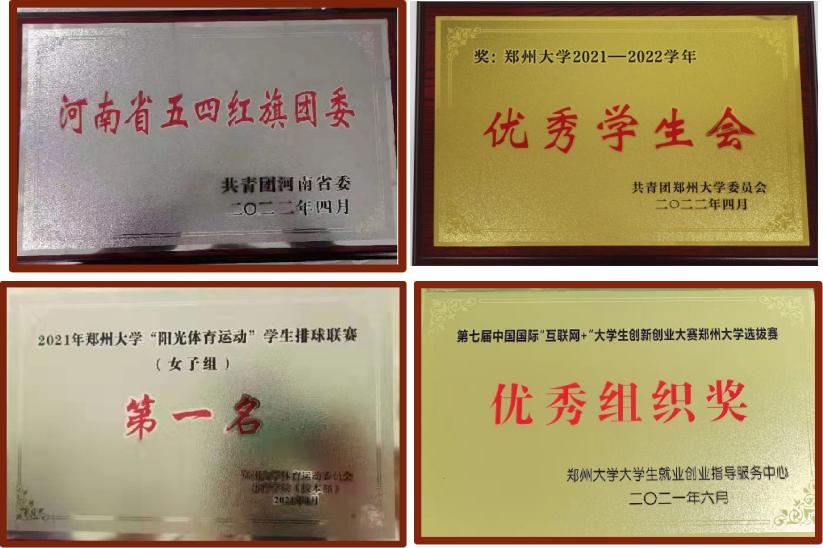 河南省五四红旗团委
共青团河南省委
二〇二二年四月
奖：郑州大学2021—2022学年
优秀学生会
共青团郑州大学委员会
二〇二二年四月
2021年郑州大学“阳光体育运动”学生排球联赛
（女子组）
第一名
第七届中国国际“互联网+”大学生创新创业大赛郑州大学选拔赛
优秀组织奖
郑州大学大学生就业创业指导服务中心
二〇二一年六月